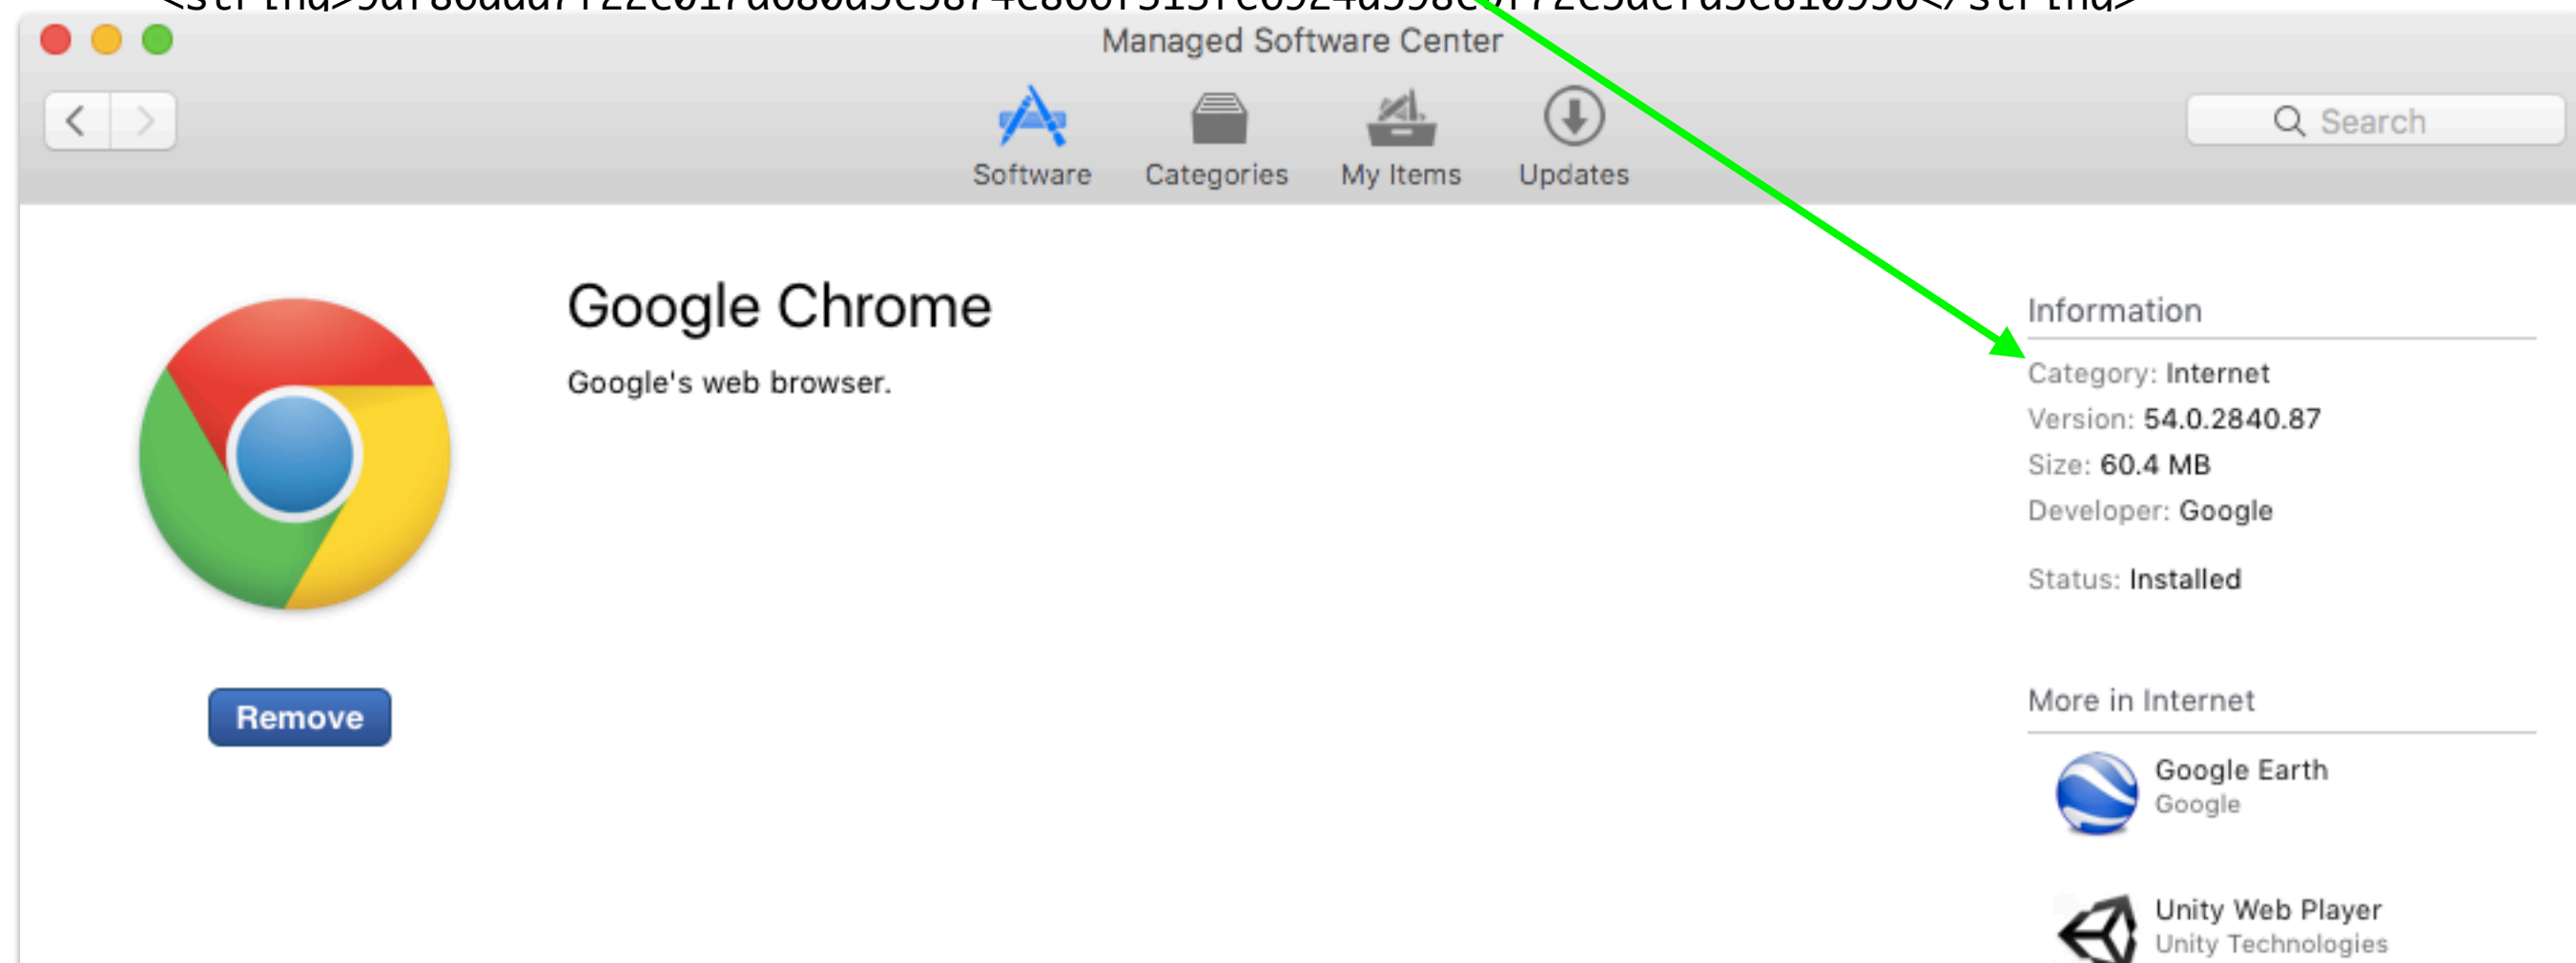 Managed Software Center
Search
Software
Categories
My Items
Updates
Google Chrome
Google's web browser.
Remove
Information
Category: Internet
Version: 54.0.2840.87
Size: 60.4 MB
Developer: Google
Status: Installed
More in Internet
Google Earth
Google
Unity Web Player
Unity Technologies